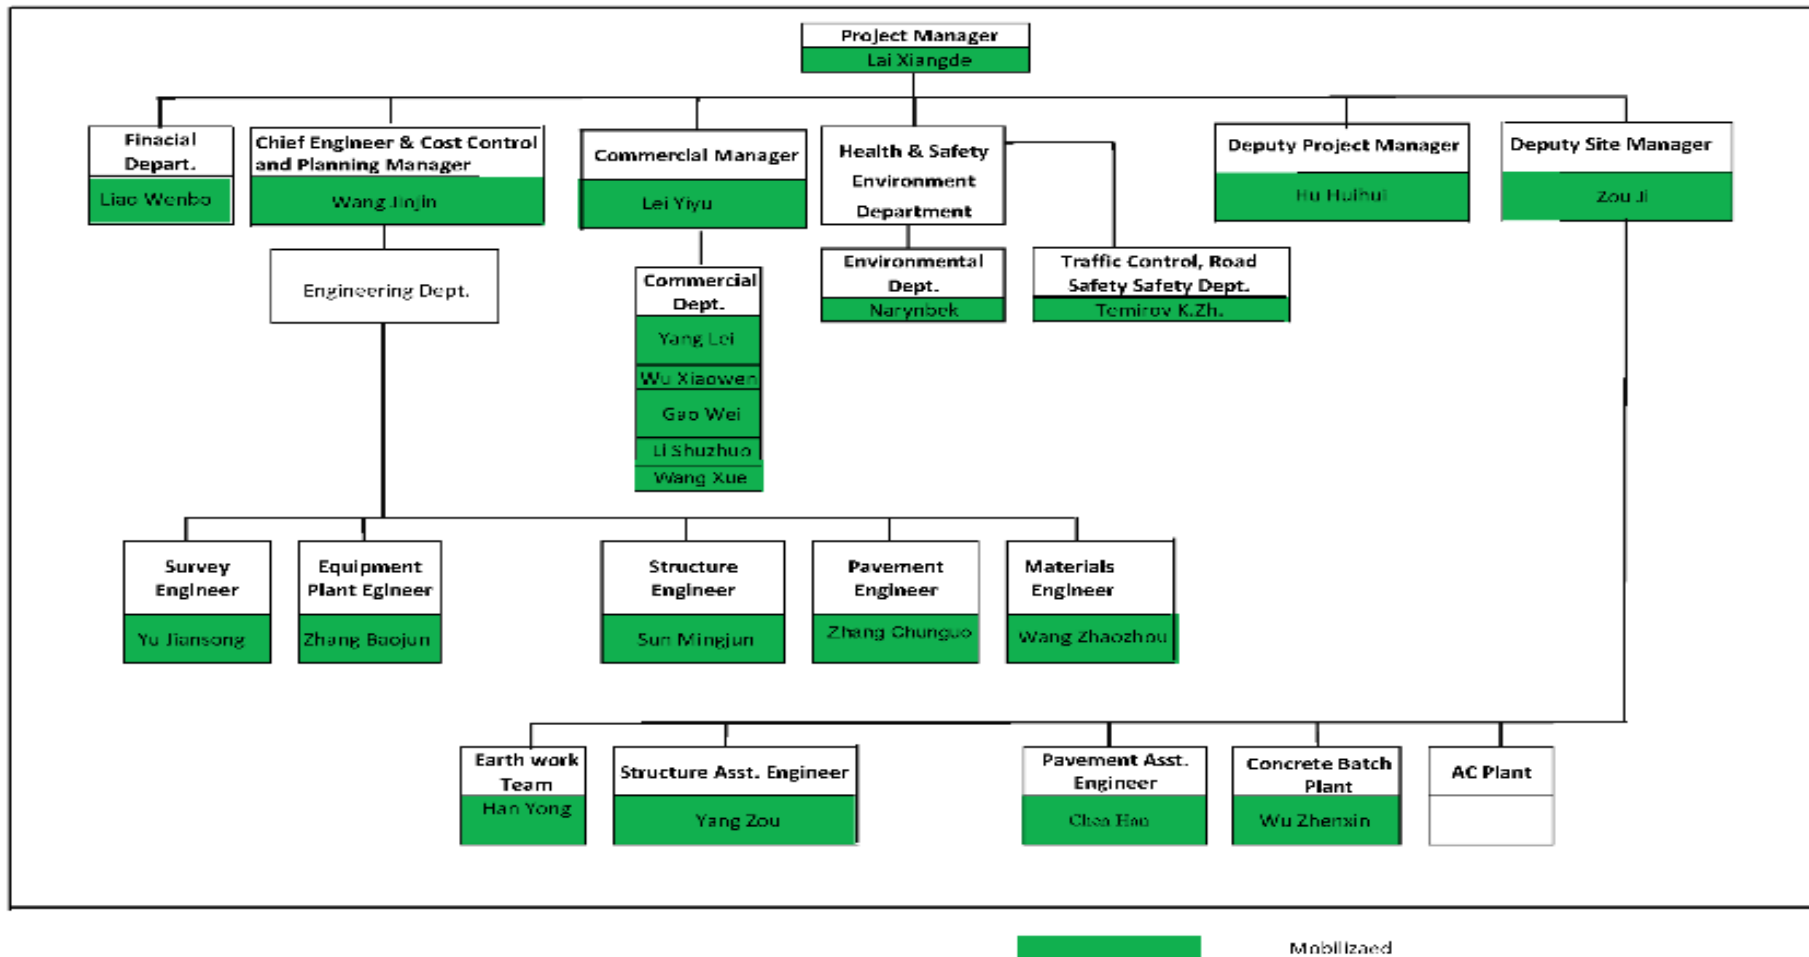 Project Manager
Lai Xiangde
Finacial
Depart.
Liao Wenbo
Chief Engineer & Cost Control
and Planning Manager
Wang Jinjin
Commercial Manager
Lei Yiyu
Health & Safety
Environment
Department
Deputy Project Manager
Hu Huihui
Deputy Site Manager
Zou Ji
Engineering Dept.
Commercial
Dept.
Yang Lei
Wu Xiaowen
Gao Wei
Li Shuzhuo
Wang Xue
Environmental
Dept.
Narynbek
Traffic Control, Road
Safety Safety Dept.
Temirov K.Zh.
Survey
Engineer
Yu Jiansong
Equipment
Plant Egineer
Zhang Baojun
Structure
Engineer
Sun Mingjun
Pavement
Engineer
Zhang Chunguo
Materials
Engineer
Wang Zhaozhou
Earth work
Team
Han Yong
Structure Asst. Engineer
Yang Zou
Pavement Asst.
Engineer
Concrete Batch
Plant
Wu Zhenxin
AC Plant
Mobilizaed